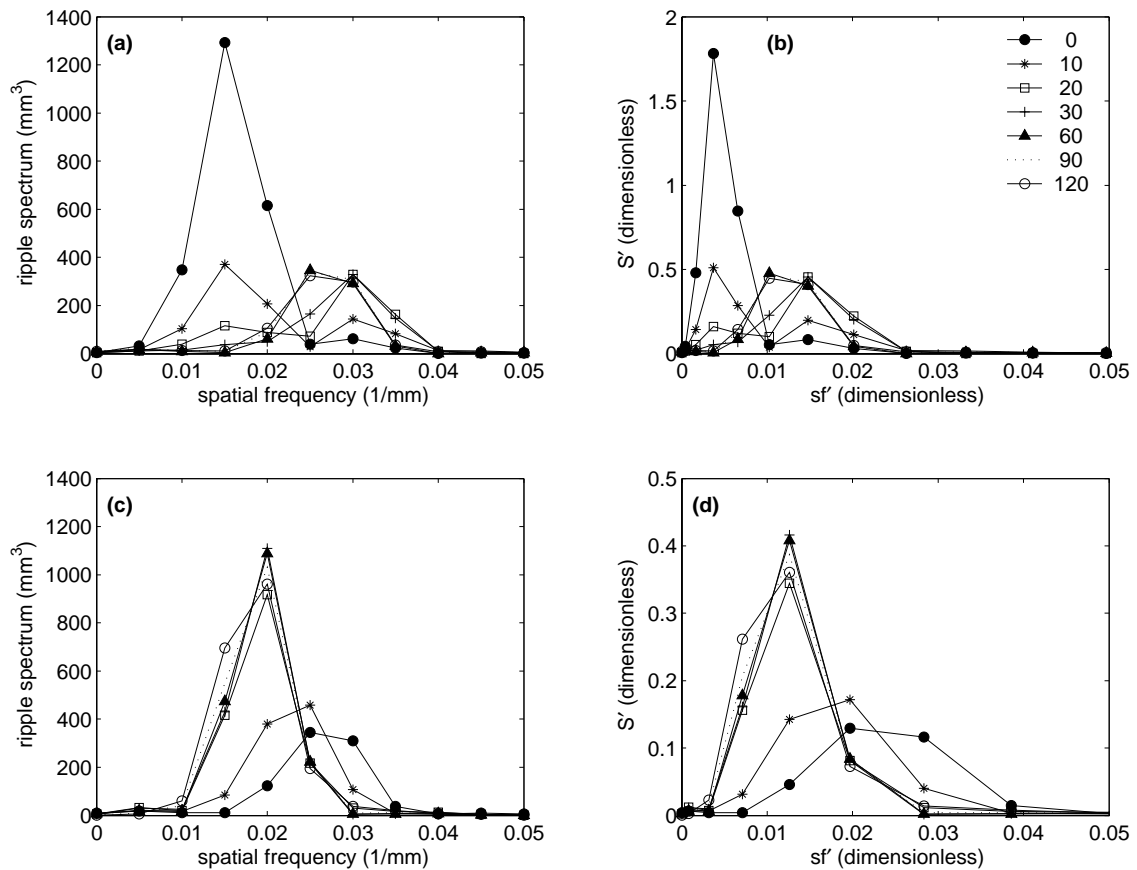 1400
1200
1000
800
600
400
200
0
ripple spectrum (mm³)
(a)
0 0.01 0.02 0.03 0.04 0.05
spatial frequency (1/mm)
2
1.5
1
0.5
0
S′ (dimensionless)
(b)
0
10
20
30
60
90
120
0 0.01 0.02 0.03 0.04 0.05
sf′ (dimensionless)
1400
1200
1000
800
600
400
200
0
ripple spectrum (mm³)
(c)
0 0.01 0.02 0.03 0.04 0.05
spatial frequency (1/mm)
0.5
0.4
0.3
0.2
0.1
0
S′ (dimensionless)
(d)
0 0.01 0.02 0.03 0.04 0.05
sf′ (dimensionless)